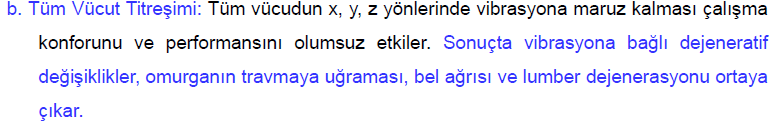 b. Tüm Vücut Titreşimi: Tüm vücudun x, y, z yönlerinde vibrasyona maruz kalması çalışma
konforunu ve performansını olumsuz etkiler. Sonuçta vibrasyona bağlı dejeneratif
değişiklikler, omurganın travmaya uğraması, bel ağrısı ve lumber dejenerasyonu ortaya
çıkar.